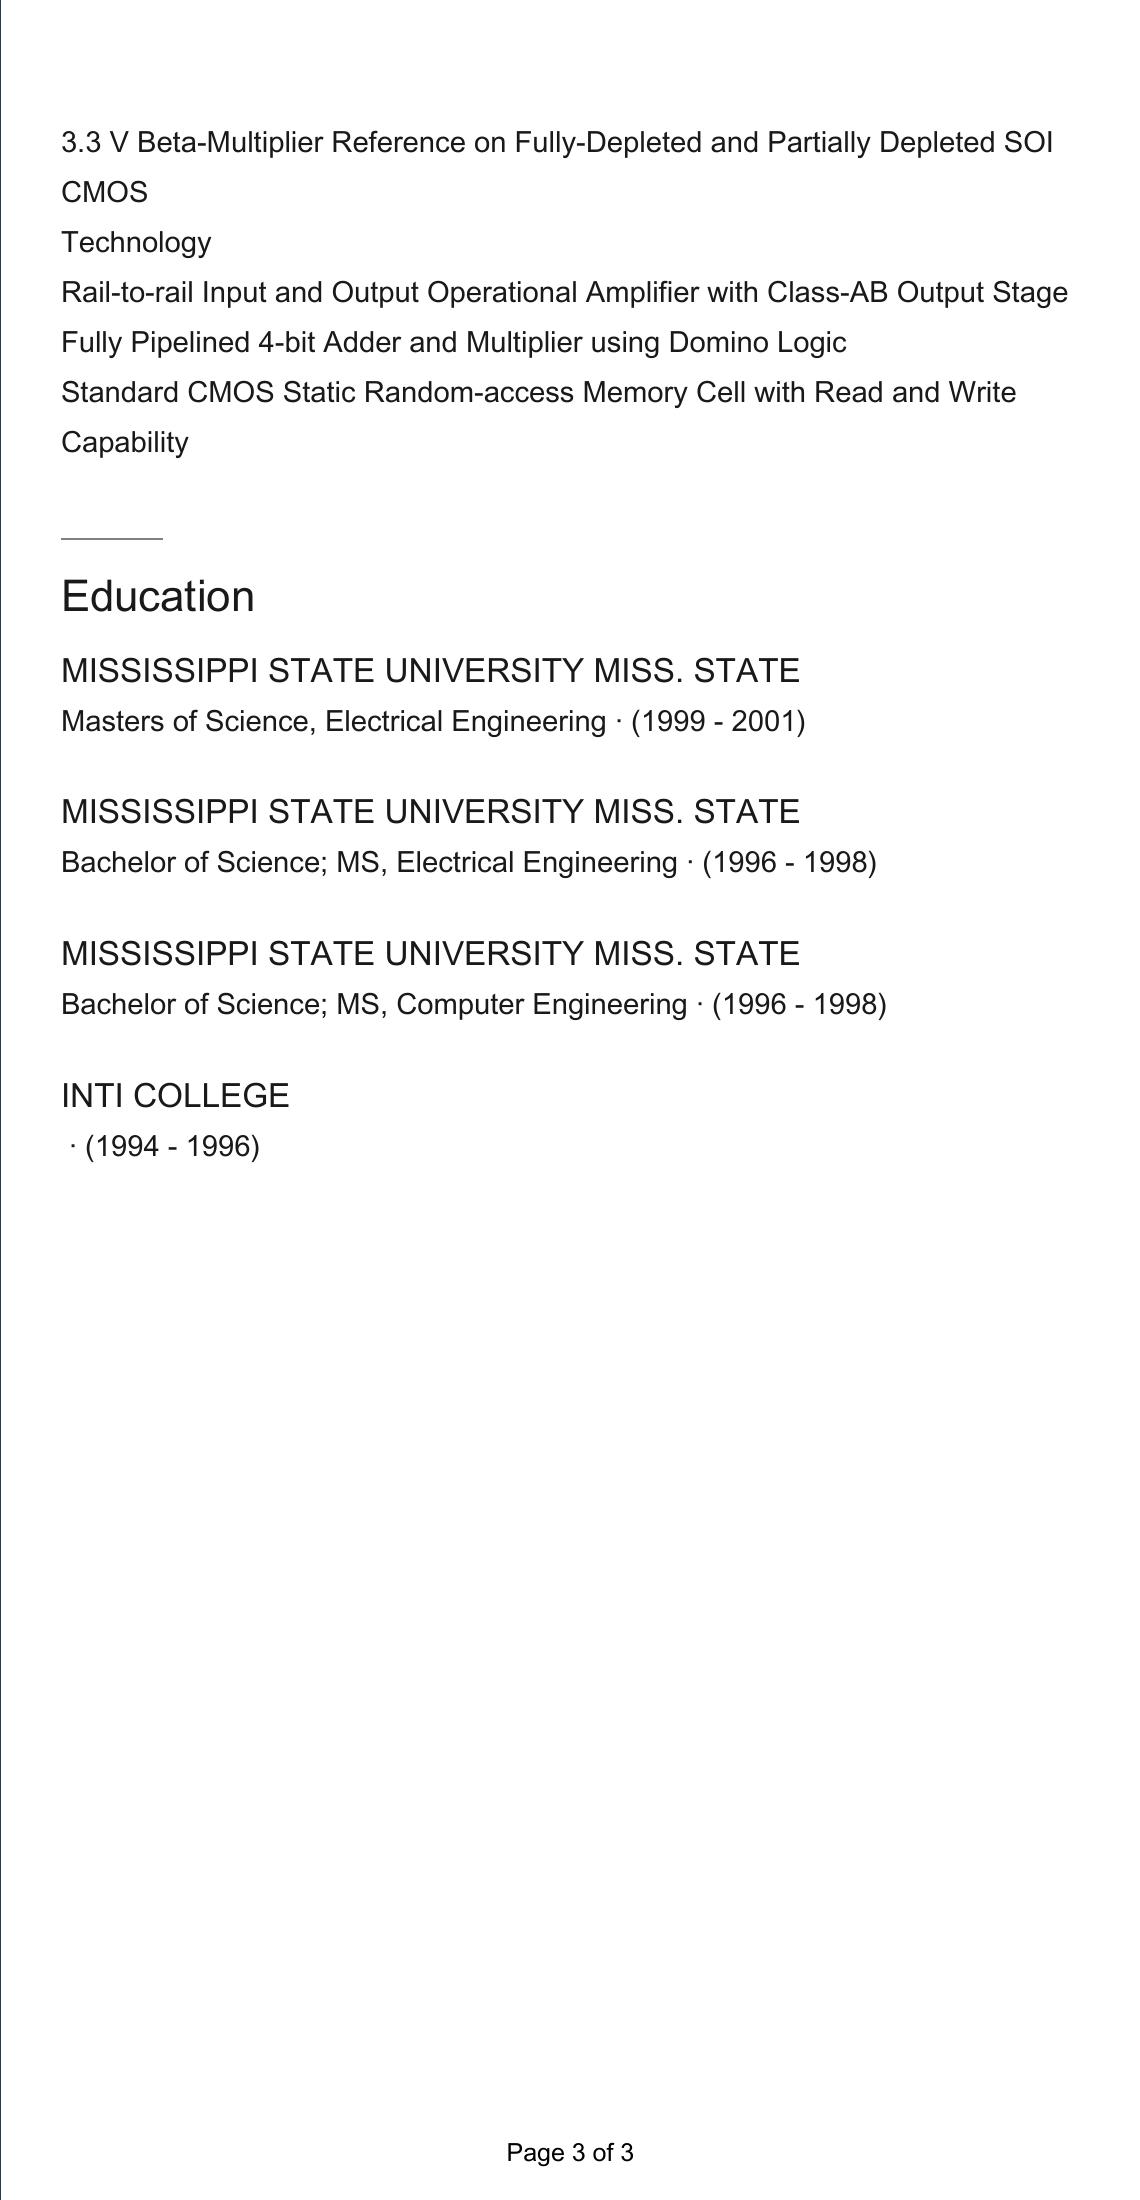 3.3 V Beta-Multiplier Reference on Fully-Depleted and Partially Depleted SOI
CMOS
Technology
Rail-to-rail Input and Output Operational Amplifier with Class-AB Output Stage
Fully Pipelined 4-bit Adder and Multiplier using Domino Logic
Standard CMOS Static Random-access Memory Cell with Read and Write
Capability
Education
MISSISSIPPI STATE UNIVERSITY MISS. STATE
Masters of Science, Electrical Engineering · (1999 - 2001)
MISSISSIPPI STATE UNIVERSITY MISS. STATE
Bachelor of Science; MS, Electrical Engineering · (1996 - 1998)
MISSISSIPPI STATE UNIVERSITY MISS. STATE
Bachelor of Science; MS, Computer Engineering · (1996 - 1998)
INTI COLLEGE
· (1994 - 1996)
Page 3 of 3